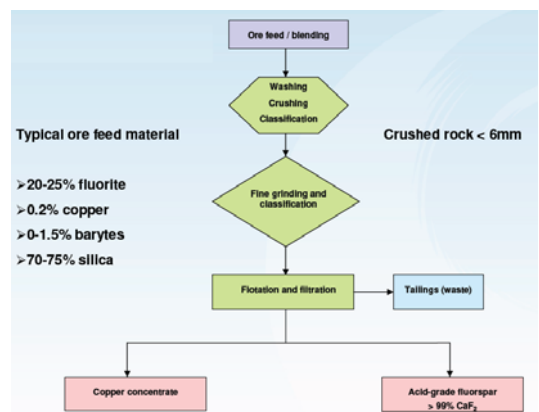 Ore feed / blending
Washing
Crushing
Classification
Typical ore feed material
Crushed rock < 6mm
➢20-25% fluorite
➢0.2% copper
➢0-1.5% barytes
➢70-75% silica
Fine grinding and
classification
Flotation and filtration
Tailings (waste)
Copper concentrate
Acid-grade fluorspar
> 99% CaF₂